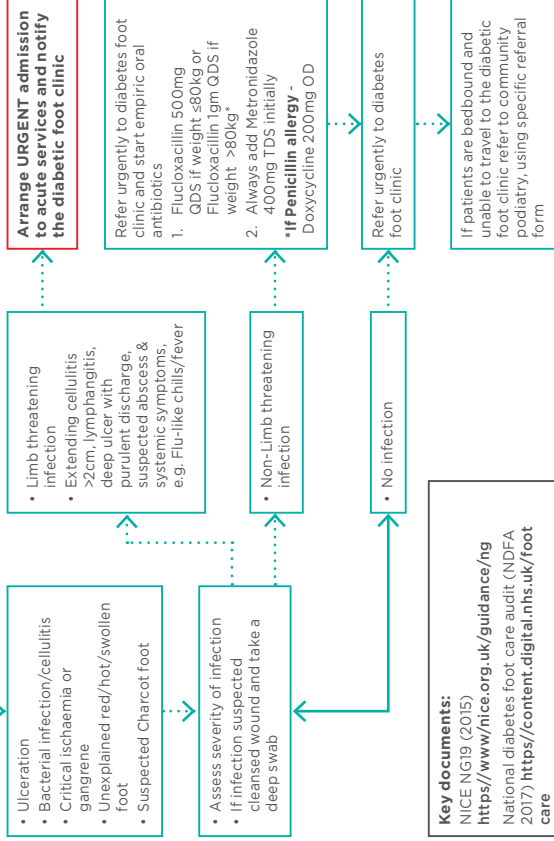 • Ulceration
• Bacterial infection/cellulitis
• Critical ischaemia or
gangrene
• Unexplained red/hot/swollen
foot
• Suspected Charcot foot
• Assess severity of infection
• If infection suspected
cleansed wound and take a
deep swab
• Limb threatening
infection
• Extending cellulitis
>2cm, lymphangitis,
deep ulcer with
purulent discharge,
suspected abscess &
systemic symptoms,
e.g. Flu-like chills/fever
• Non-Limb threatening
infection
• No infection
Arrange URGENT admission
to acute services and notify
the diabetic foot clinic
Refer urgently to diabetes foot
clinic and start empiric oral
antibiotics
1. Flucloxacillin 500mg
QDS if weight ≤80kg or
Flucloxacillin 1gm QDS if
weight >80kg*
2. Always add Metronidazole
400mg TDS initially
*If Penicillin allergy -
Doxycycline 200mg OD
Refer urgently to diabetes
foot clinic
If patients are bedbound and
unable to travel to the diabetic
foot clinic refer to community
podiatry, using specific referral
form
Key documents:
NICE NG19 (2015)
https//www/nice.org.uk/guidance/ng
National diabetes foot care audit (NDFA
2017) https//content.digital.nhs.uk/foot
care